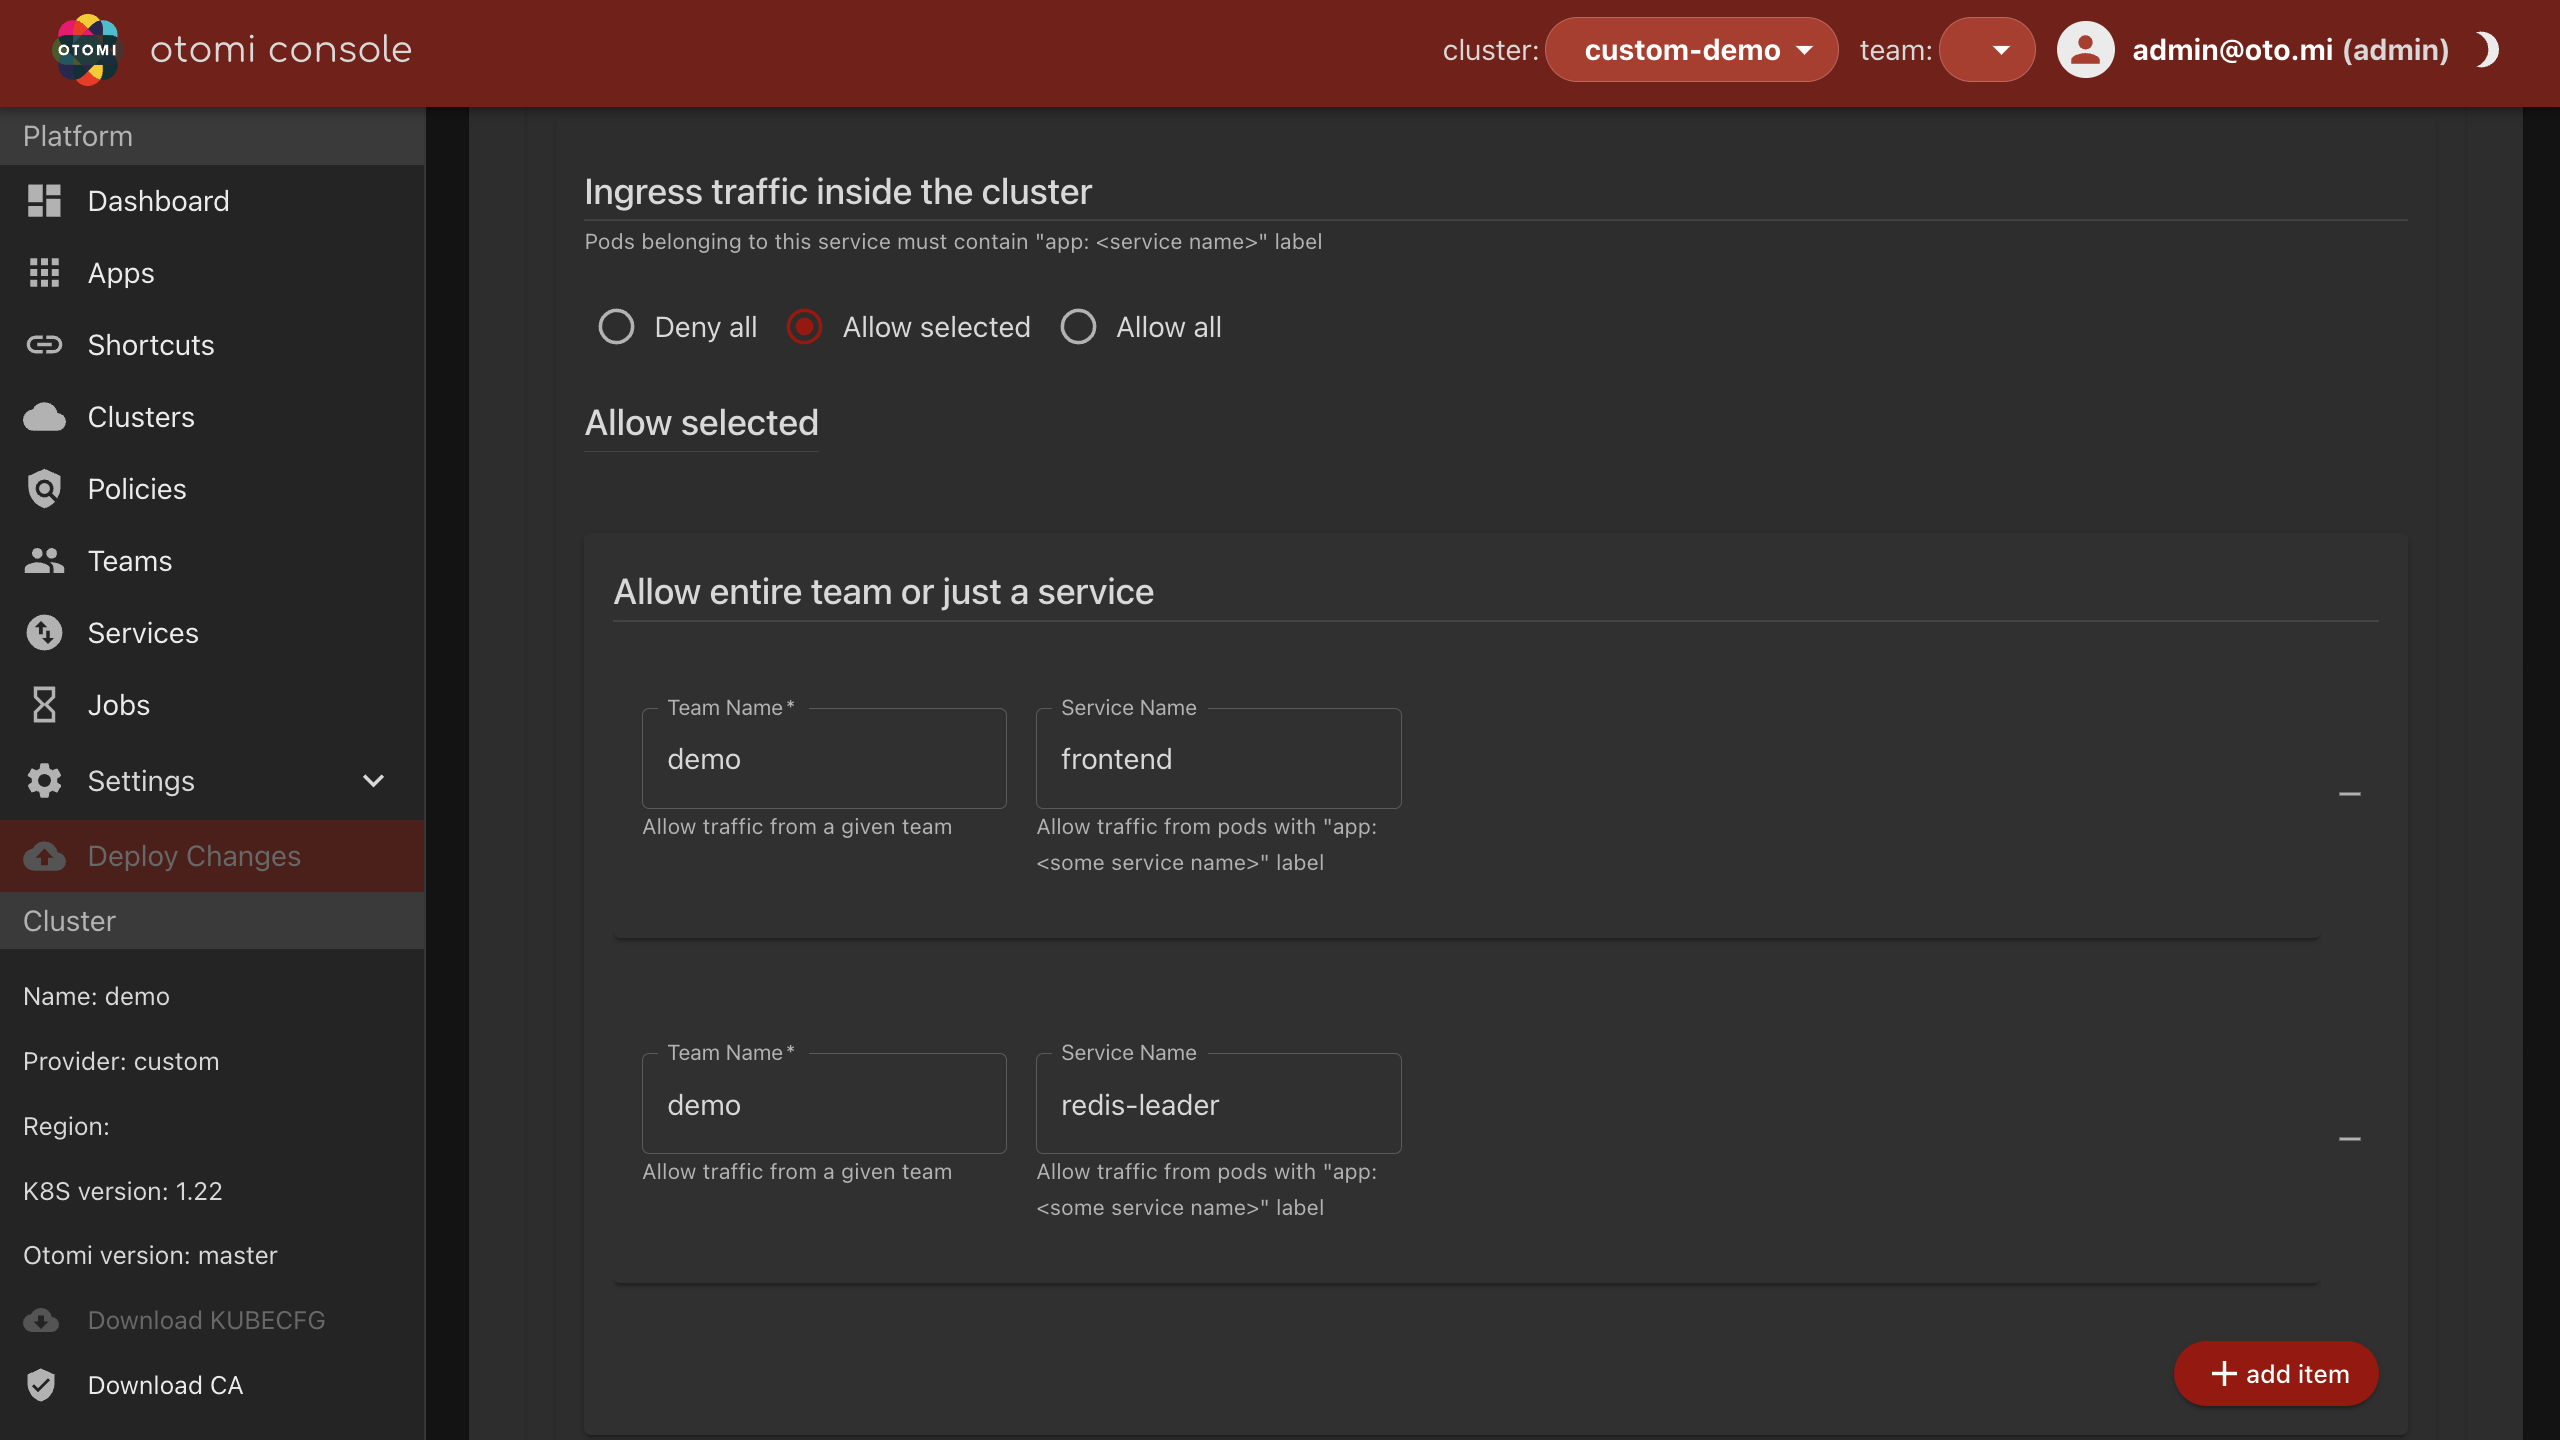 OTOMI
otomi console
cluster: custom-demo team: admin@oto.mi (admin)
Platform
Dashboard
Apps
Shortcuts
Clusters
Policies
Teams
Services
Jobs
Settings
Deploy Changes
Cluster
Name: demo
Provider: custom
Region:
K8S version: 1.22
Otomi version: master
Download KUBECFG
Download CA
Ingress traffic inside the cluster
Pods belonging to this service must contain "app: <service name>" label
Deny all Allow selected Allow all
Allow selected
Allow entire team or just a service
Team Name * Service Name
demo frontend
Allow traffic from a given team Allow traffic from pods with "app:
<some service name>" label
Team Name * Service Name
demo redis-leader
Allow traffic from a given team Allow traffic from pods with "app:
<some service name>" label
add item